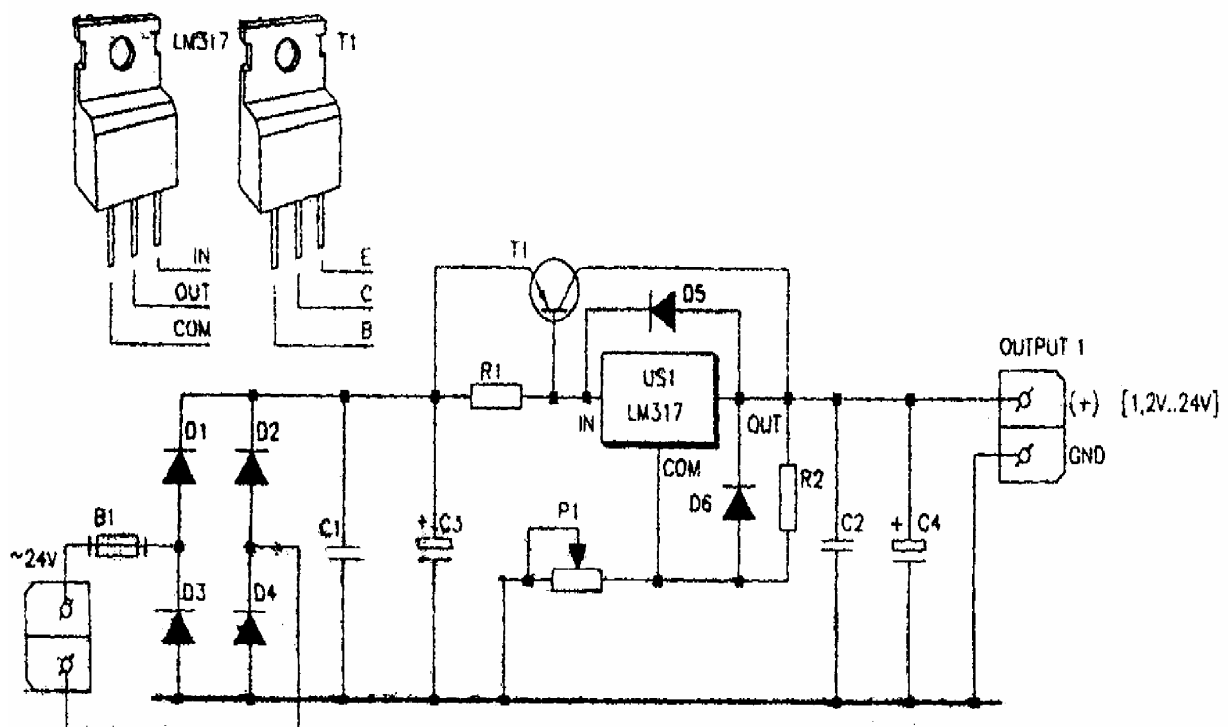 LM317
T1
IN
OUT
COM
E
C
B
T1
D5
R1
US1
LM317
IN
OUT
COM
OUTPUT 1
(+) [1,2V..24V]
GND
D1
D2
B1
~24V
C1
+ C3
P1
D6
R2
C2
+ C4
D3
D4